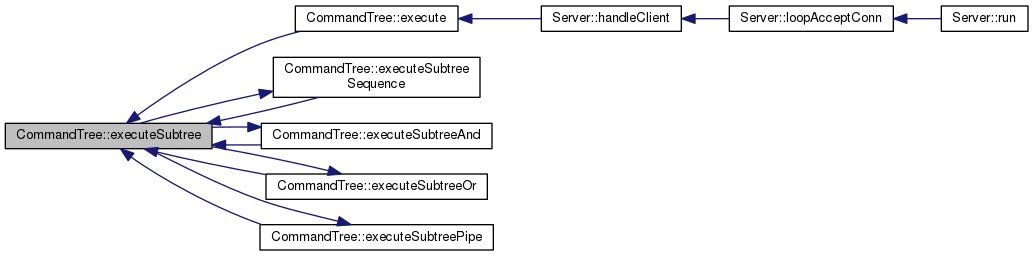 CommandTree::execute
Server::handleClient
Server::loopAcceptConn
Server::run
CommandTree::executeSubtree
Sequence
CommandTree::executeSubtree
CommandTree::executeSubtreeAnd
CommandTree::executeSubtreeOr
CommandTree::executeSubtreePipe